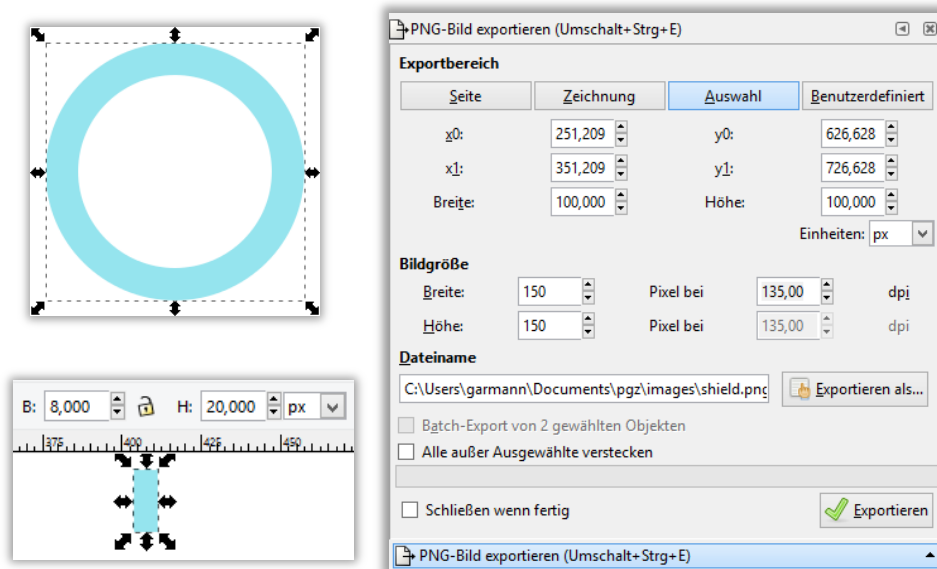 PNG-Bild exportieren (Umschalt+Strg+E)
Exportbereich
Seite Zeichnung Auswahl Benutzerdefiniert
x0: 251,209 y0: 626,628
x1: 351,209 y1: 726,628
Breite: 100,000 Höhe: 100,000
Einheiten: px
Bildgröße
Breite: 150 Pixel bei 135,00 dpi
Höhe: 150 Pixel bei 135,00 dpi
Dateiname
C:\Users\garmann\Documents\pgz\images\shield.png Exportieren als...
Batch-Export von 2 gewählten Objekten
Alle außer Ausgewählte verstecken
Schließen wenn fertig Exportieren
PNG-Bild exportieren (Umschalt+Strg+E)
B: 8,000 H: 20,000 px
375 400 425 450